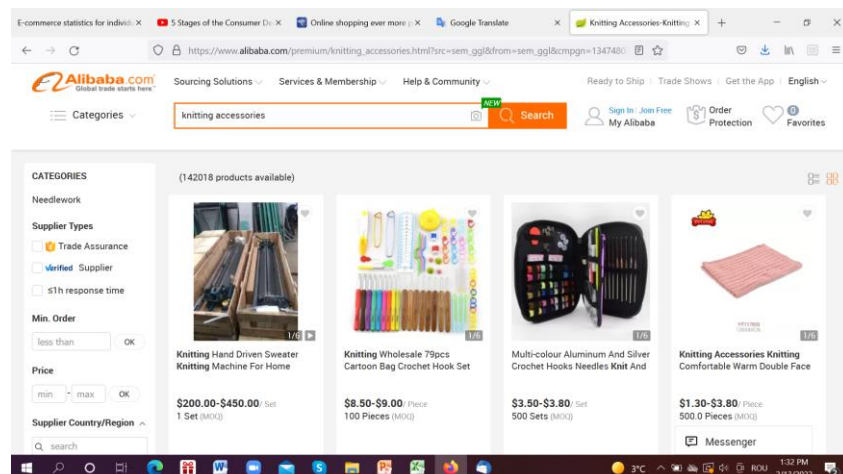 E-commerce statistics for individu
5 Stages of the Consumer De
Online shopping ever more p
Google Translate
Knitting Accessories-Knitting
https://www.alibaba.com/premium/knitting_accessories.html?src=sem_ggl&from=sem_ggl&cmpgn=1347480
Alibaba.com
Global trade starts here
Sourcing Solutions
Services & Membership
Help & Community
Ready to Ship
Trade Shows
Get the App
English
Categories
knitting accessories
NEW
Search
Sign In | Join Free
My Alibaba
Order
Protection
0
Favorites
CATEGORIES
Needlework
Supplier Types
Trade Assurance
Verified Supplier
≤1h response time
Min. Order
less than
OK
Price
min - max
OK
Supplier Country/Region
search
(142018 products available)
1/6
Knitting Hand Driven Sweater
Knitting Machine For Home
$200.00-$450.00/ Set
1 Set (MOQ)
1/6
Knitting Wholesale 79pcs
Cartoon Bag Crochet Hook Set
$8.50-$9.00/ Piece
100 Pieces (MOQ)
1/6
Multi-colour Aluminum And Silver
Crochet Hooks Needles Knit And
$3.50-$3.80/ Set
500 Sets (MOQ)
1/6
Knitting Accessories Knitting
Comfortable Warm Double Face
$1.30-$3.80/ Piece
500.0 Pieces (MOQ)
Messenger
3°C
ROU
1:32 PM